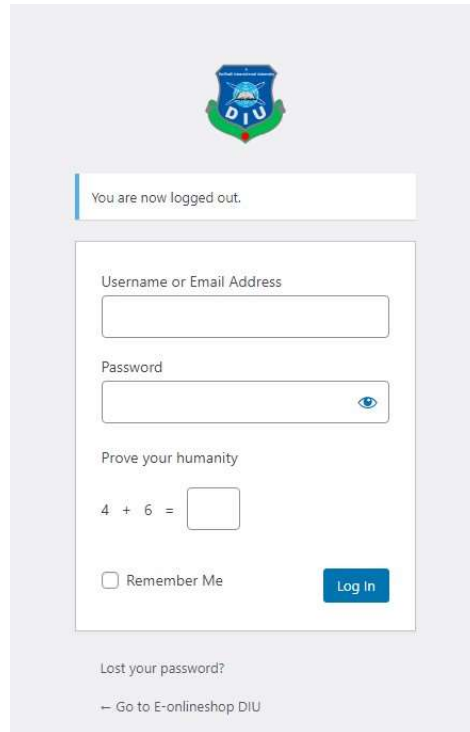 DIU
You are now logged out.
Username or Email Address
Password
Prove your humanity
4 + 6 =
Remember Me
Log In
Lost your password?
← Go to E-onlineshop DIU